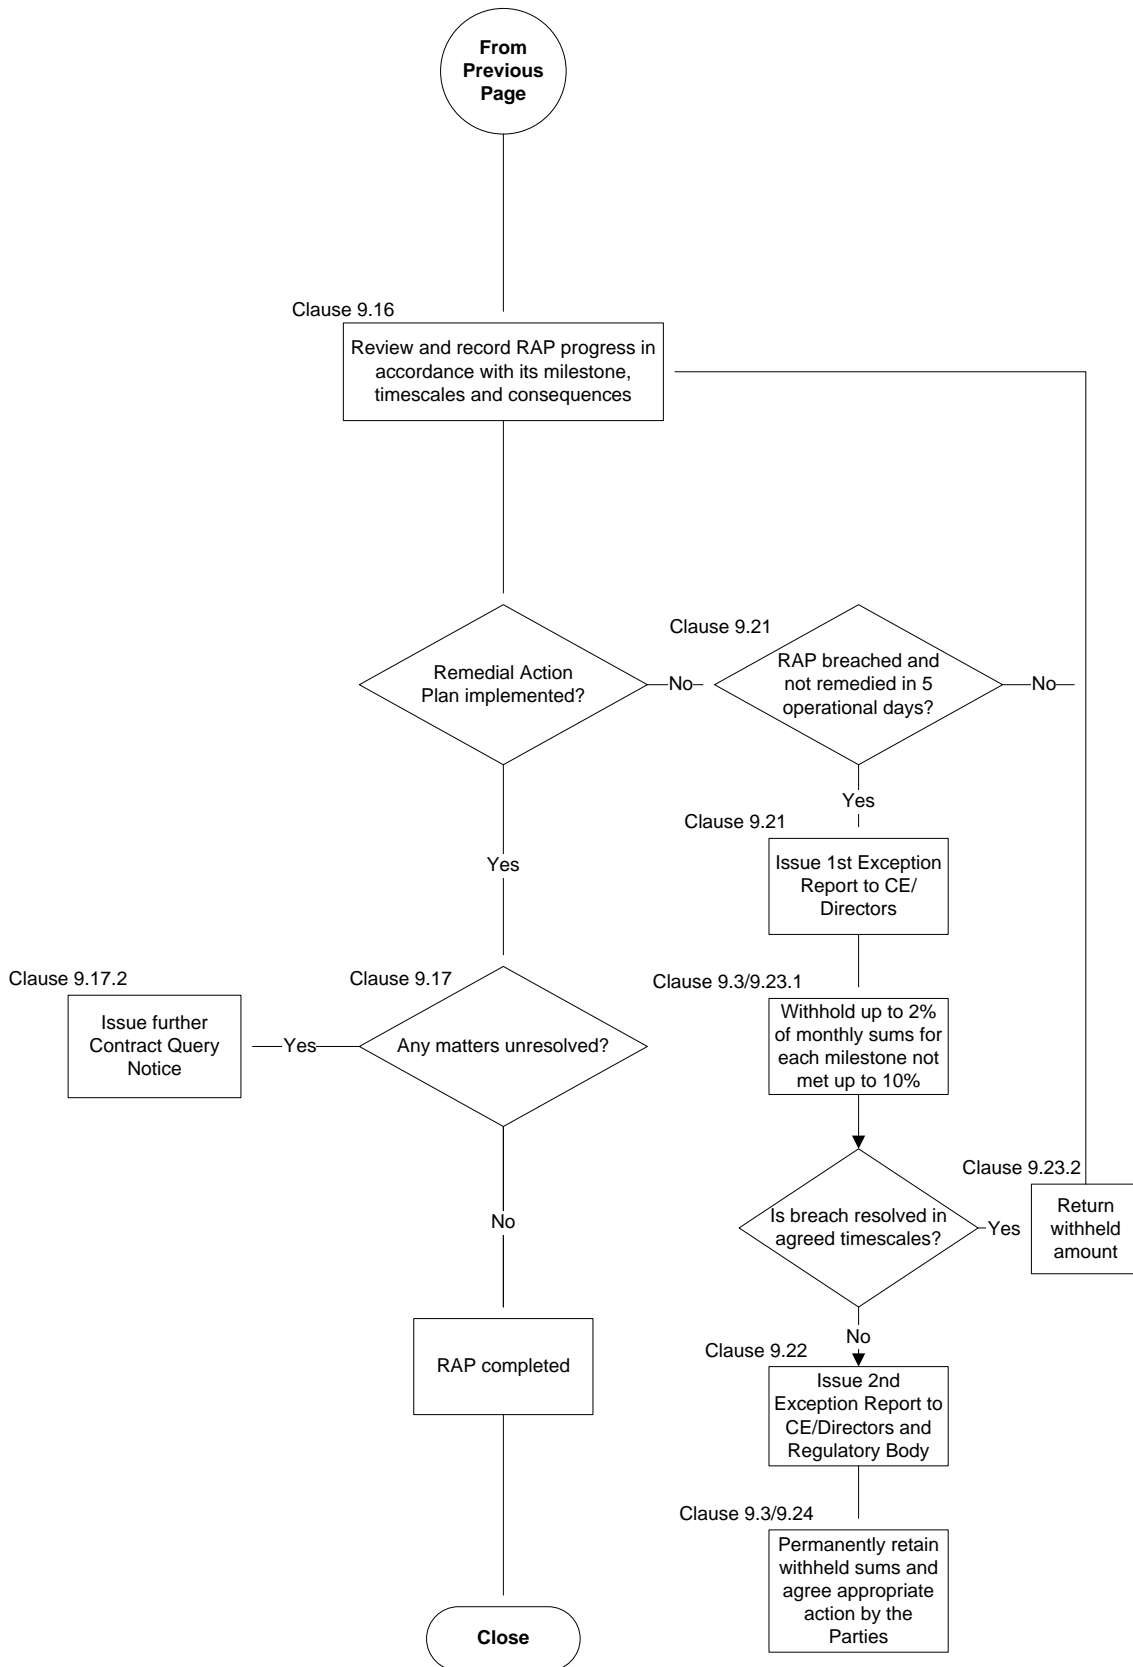 From
Previous
Page
Clause 9.16
Review and record RAP progress in
accordance with its milestone,
timescales and consequences
Remedial Action
Plan implemented?
No
Clause 9.21
RAP breached and
not remedied in 5
operational days?
No
Yes
Clause 9.21
Issue 1st Exception
Report to CE/
Directors
Yes
Clause 9.17.2
Issue further
Contract Query
Notice
Yes
Clause 9.17
Any matters unresolved?
Clause 9.3/9.23.1
Withhold up to 2%
of monthly sums for
each milestone not
met up to 10%
Is breach resolved in
agreed timescales?
Yes
Clause 9.23.2
Return
withheld
amount
No
No
Clause 9.22
Issue 2nd
Exception Report to
CE/Directors and
Regulatory Body
RAP completed
Clause 9.3/9.24
Permanently retain
withheld sums and
agree appropriate
action by the
Parties
Close